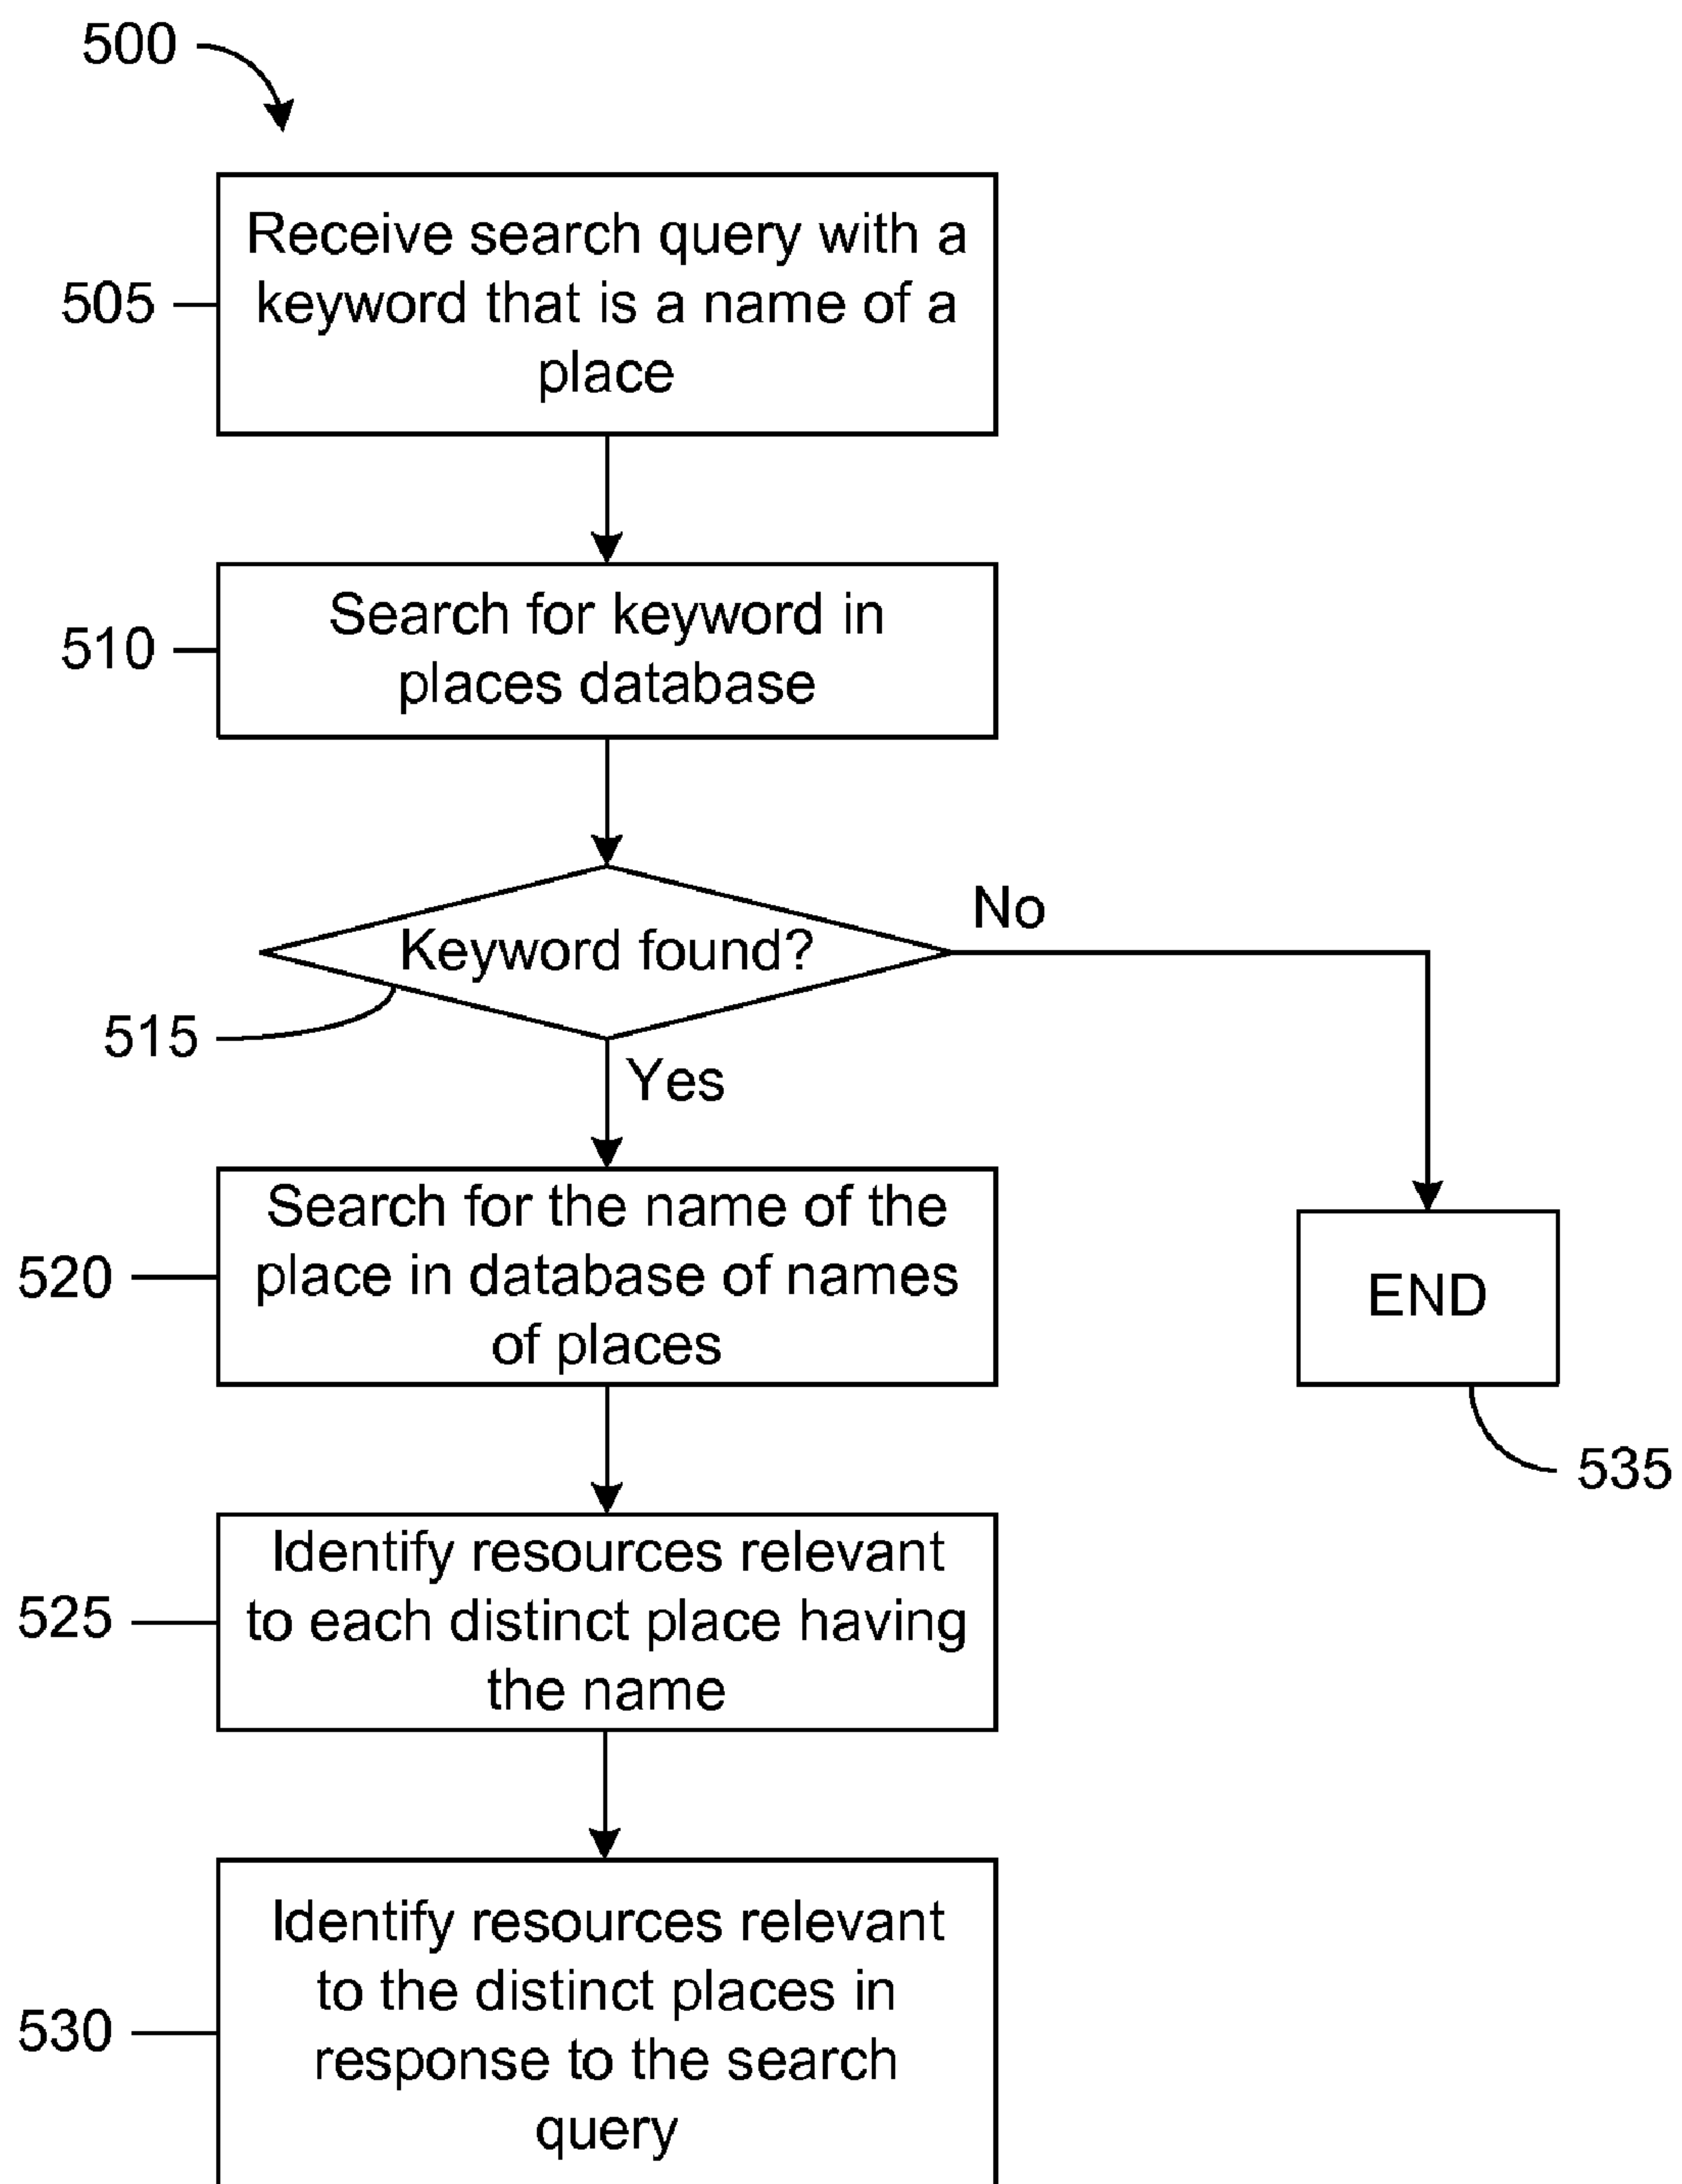 500
505
Receive search query with a
keyword that is a name of a
place
510
Search for keyword in
places database
Keyword found?
No
515
Yes
520
Search for the name of the
place in database of names
of places
END
535
525
Identify resources relevant
to each distinct place having
the name
530
Identify resources relevant
to the distinct places in
response to the search
query